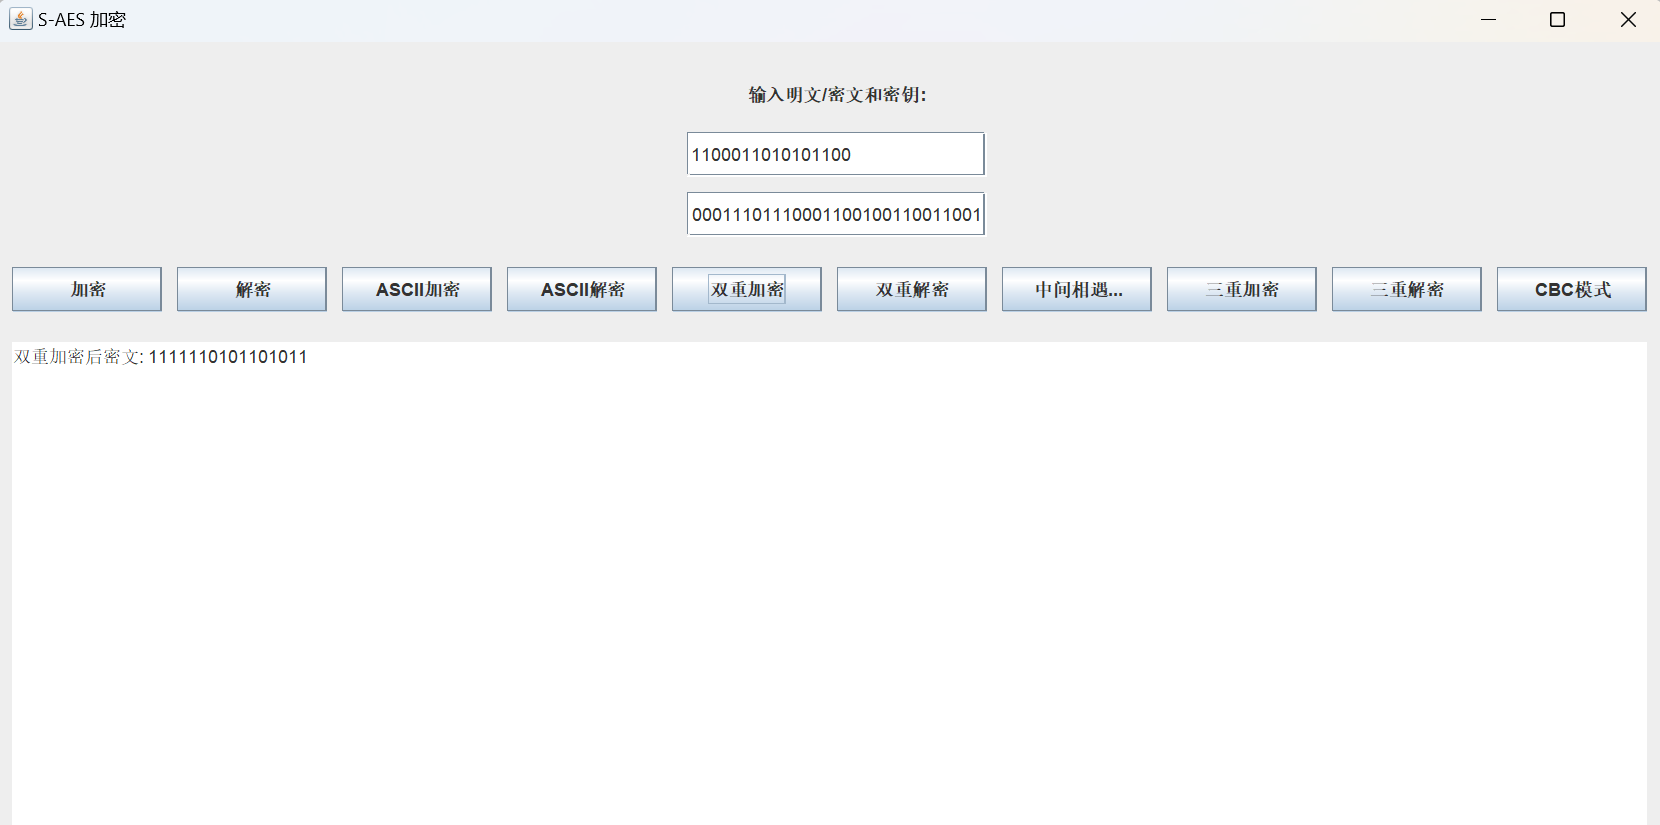 S-AES 加密
输入明文/密文和密钥:
1100011010101100
00011101110001100100110011001
加密 解密 ASCII加密 ASCII解密 双重加密 双重解密 中间相遇... 三重加密 三重解密 CBC模式
双重加密后密文: 1111110101101011